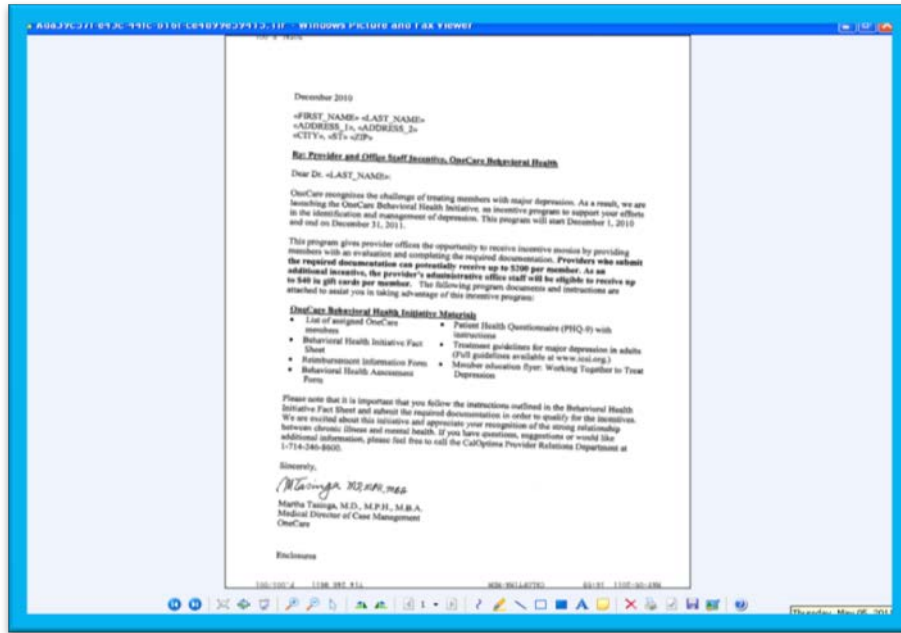 Windows Picture and Fax Viewer
December 2010
«FIRST_NAME» «LAST_NAME»
«ADDRESS_1», «ADDRESS_2»
«CITY», «ST» «ZIP»
Re: Provider and Office Staff Incentive, OneCare Behavioral Health
Dear Dr. «LAST_NAME»:
OneCare recognizes the challenge of treating members with major depression. As a result, we are
launching the OneCare Behavioral Health Initiative, an incentive program to support your efforts
in the identification and management of depression. This program will start December 1, 2010
and end on December 31, 2011.
This program gives provider offices the opportunity to receive incentive monies by providing
members with an evaluation and completing the required documentation. Providers who submit
the required documentation can potentially receive up to $200 per member. As an
additional incentive, the provider's administrative office staff will be eligible to receive up
to $40 in gift cards per member. The following program documents and instructions are
attached to assist you in taking advantage of this incentive program:
OneCare Behavioral Health Initiative Materials
• List of assigned OneCare
members
• Behavioral Health Initiative Fact
Sheet
• Reimbursement Information Form
• Behavioral Health Assessment
Form
• Patient Health Questionnaire (PHQ-9) with
instructions
• Treatment guidelines for major depression in adults
(Full guidelines available at www.icsi.org.)
• Member education flyer: Working Together to Treat
Depression
Please note that it is important that you follow the instructions outlined in the Behavioral Health
Initiative Fact Sheet and submit the required documentation in order to qualify for the incentives.
We are excited about this initiative and appreciate your recognition of the strong relationship
between chronic illness and mental health. If you have questions, suggestions or would like
additional information, please feel free to call the CalOptima Provider Relations Department at
1-714-246-8600.
Sincerely,
Martha Tasinga, M.D., M.P.H., M.B.A.
Medical Director of Case Management
OneCare
Enclosures
1
Thursday, May 05, 2011